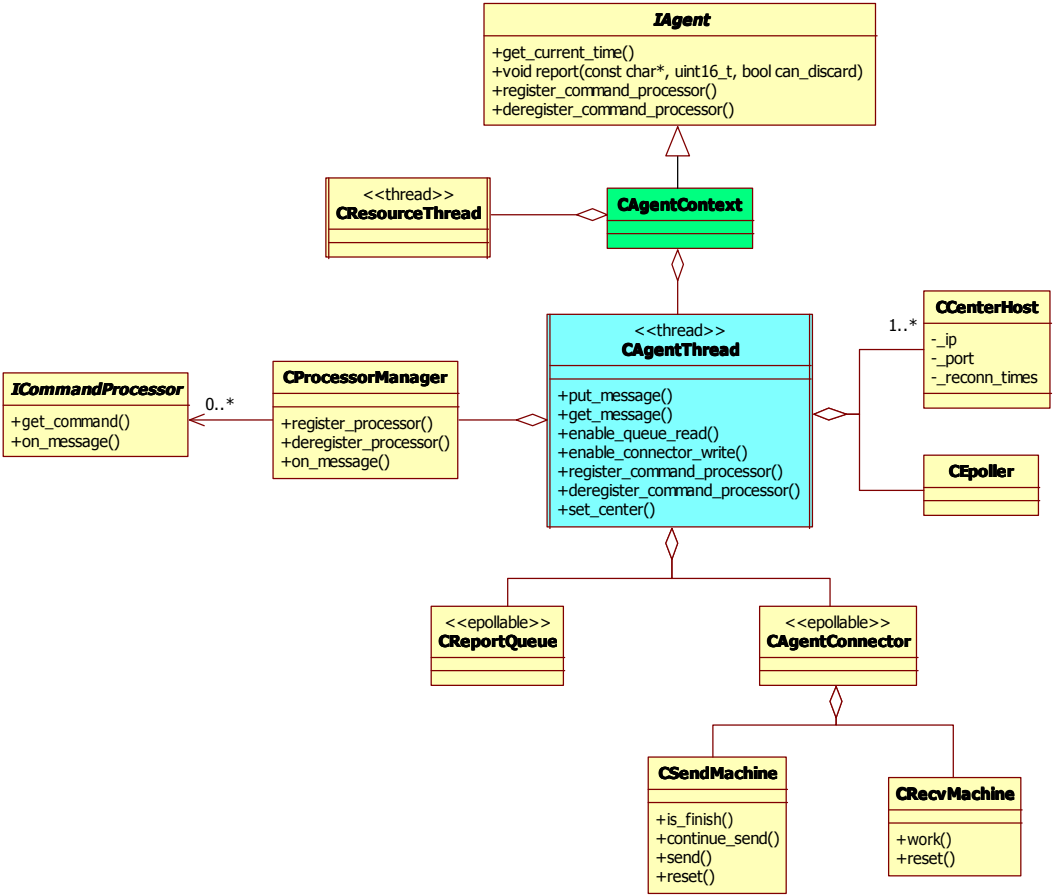 IAgent
+get_current_time()
+void report(const char*, uint16_t, bool can_discard)
+register_command_processor()
+deregister_command_processor()
<<thread>>
CResourceThread
CAgentContext
<<thread>>
CAgentThread
+put_message()
+get_message()
+enable_queue_read()
+enable_connector_write()
+register_command_processor()
+deregister_command_processor()
+set_center()
1..*
CCenterHost
-_ip
-_port
-_reconn_times
ICommandProcessor
+get_command()
+on_message()
0..*
CProcessorManager
+register_processor()
+deregister_processor()
+on_message()
CEpoller
<<epollable>>
CReportQueue
<<epollable>>
CAgentConnector
CSendMachine
+is_finish()
+continue_send()
+send()
+reset()
CRecvMachine
+work()
+reset()